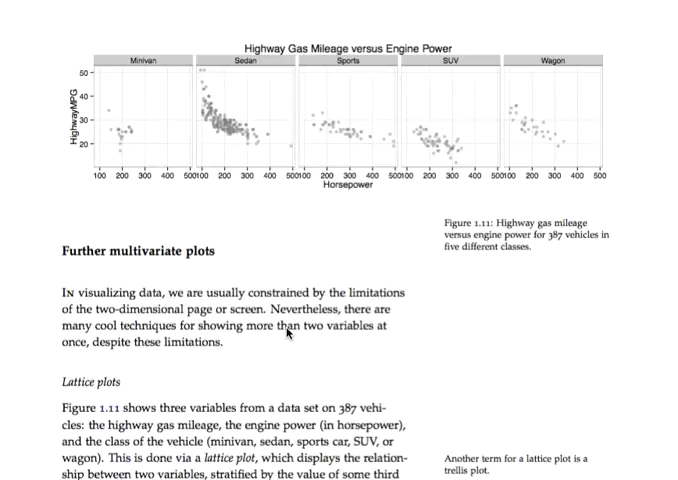 Highway Gas Mileage versus Engine Power
Minivan Sedan Sports SUV Wagon
HighwayMPG
50
40
30
20
100 200 300 400 500100 200 300 400 500100 200 300 400 500100 200 300 400 500100 200 300 400 500
Horsepower
Figure 1.11: Highway gas mileage
versus engine power for 387 vehicles in
five different classes.
Further multivariate plots
In visualizing data, we are usually constrained by the limitations
of the two-dimensional page or screen. Nevertheless, there are
many cool techniques for showing more than two variables at
once, despite these limitations.
Lattice plots
Figure 1.11 shows three variables from a data set on 387 vehi-
cles: the highway gas mileage, the engine power (in horsepower),
and the class of the vehicle (minivan, sedan, sports car, SUV, or
wagon). This is done via a lattice plot, which displays the relation-
ship between two variables, stratified by the value of some third
Another term for a lattice plot is a
trellis plot.